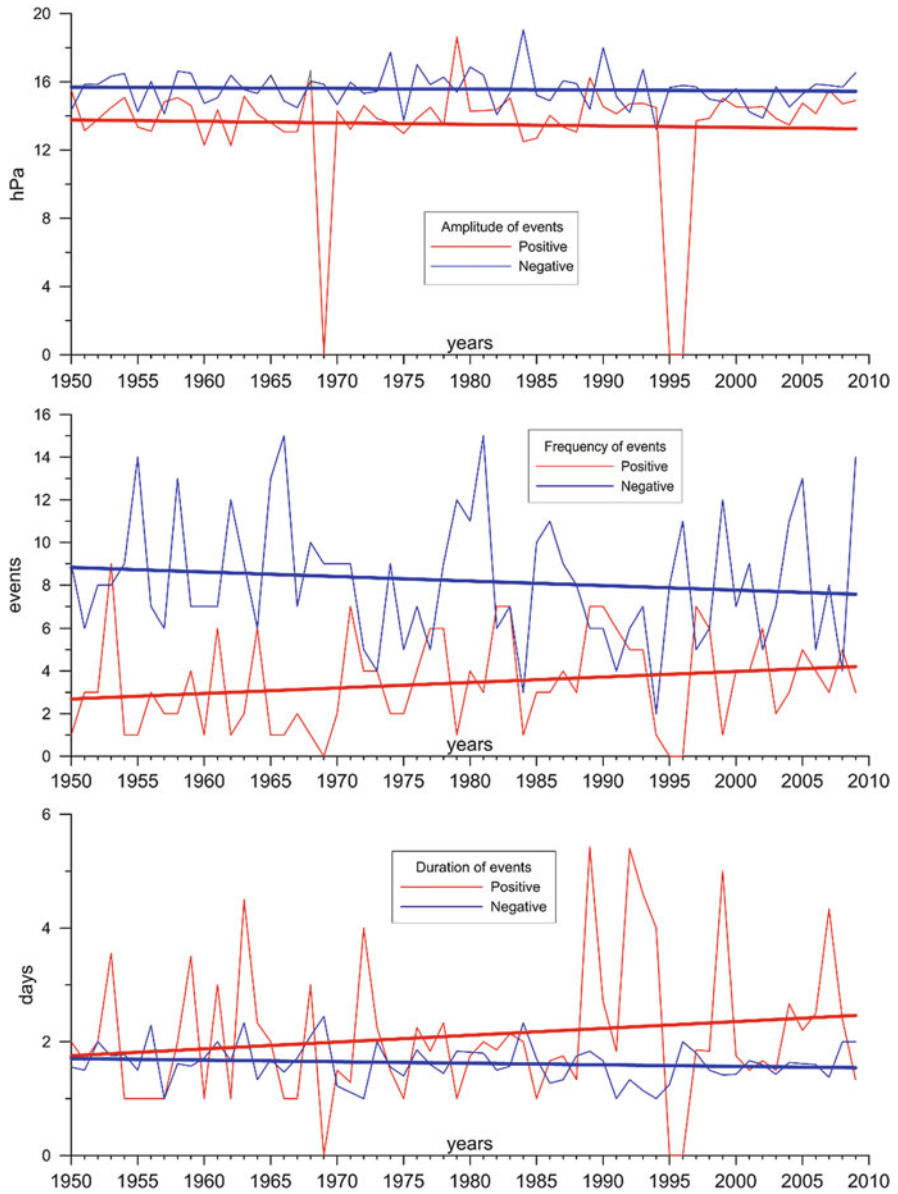 20
16
12
8
4
0
hPa
Amplitude of events
Positive
Negative
years
1950 1955 1960 1965 1970 1975 1980 1985 1990 1995 2000 2005 2010
16
14
12
10
8
6
4
2
0
events
Frequency of events
Positive
Negative
years
1950 1955 1960 1965 1970 1975 1980 1985 1990 1995 2000 2005 2010
6
4
2
0
days
Duration of events
Positive
Negative
years
1950 1955 1960 1965 1970 1975 1980 1985 1990 1995 2000 2005 2010